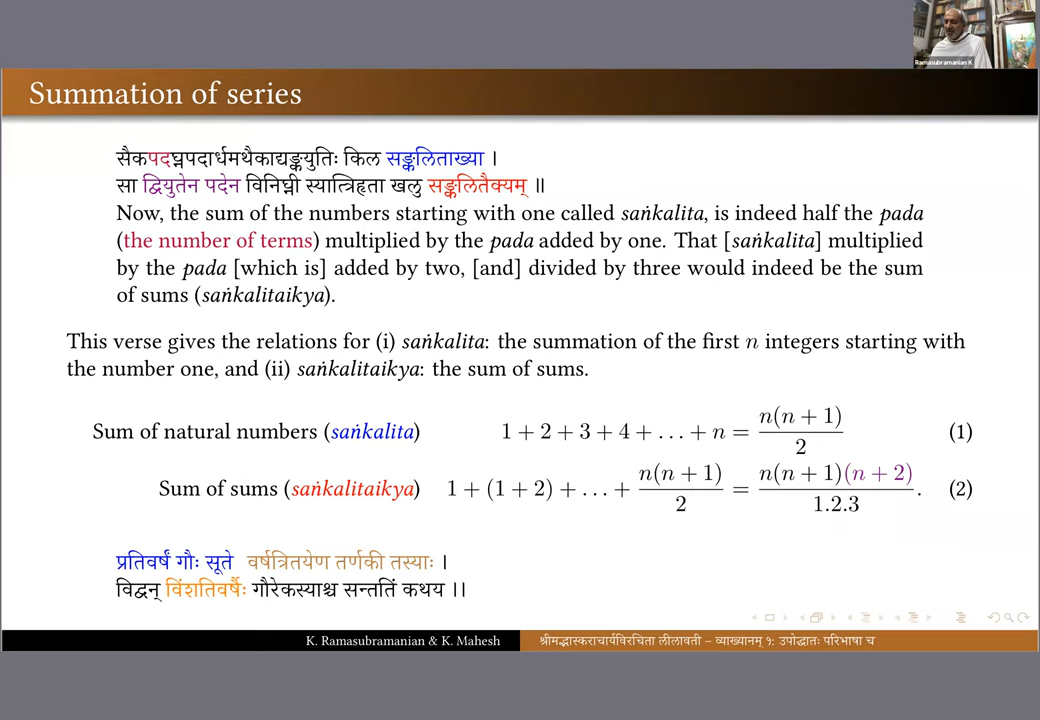 Ramasubramanian K
Summation of series
सैकपदघ्नपदार्धमथैकाद्यङ्कयुतिः किल सङ्कलिताख्या ।
सा द्वियुतेन पदेन विनिघ्नी स्यात्त्रिहृता खलु सङ्कलितैक्यम् ॥
Now, the sum of the numbers starting with one called saṅkalita, is indeed half the pada
(the number of terms) multiplied by the pada added by one. That [saṅkalita] multiplied
by the pada [which is] added by two, [and] divided by three would indeed be the sum
of sums (saṅkalitaikya).
This verse gives the relations for (i) saṅkalita: the summation of the first n integers starting with
the number one, and (ii) saṅkalitaikya: the sum of sums.
Sum of natural numbers (saṅkalita) 1 + 2 + 3 + 4 + . . . + n = n(n + 1) / 2 (1)
Sum of sums (saṅkalitaikya) 1 + (1 + 2) + . . . + n(n + 1) / 2 = n(n + 1)(n + 2) / 1.2.3 . (2)
प्रतिवर्षं गौः सूते वर्षत्रितयेण तर्णकी तस्याः ।
विद्वन् विंशतिवर्षैः गौरेकस्याश्च सन्ततिं कथय ।।
K. Ramasubramanian & K. Mahesh श्रीमद्भास्कराचार्यविरचिता लीलावती – व्याख्यानम् १: उपोद्घातः परिभाषा च